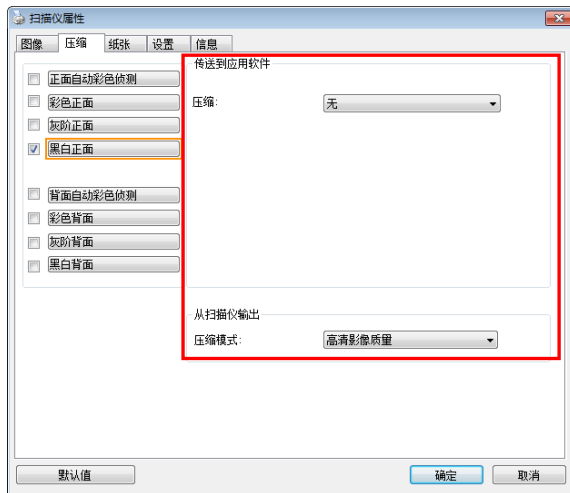 扫描仪属性
图像 压缩 纸张 设置 信息
传送到应用软件
正面自动彩色侦测
彩色正面
压缩: 无
灰阶正面
黑白正面
背面自动彩色侦测
彩色背面
灰阶背面
黑白背面
从扫描仪输出
压缩模式: 高清影像质量
默认值 确定 取消